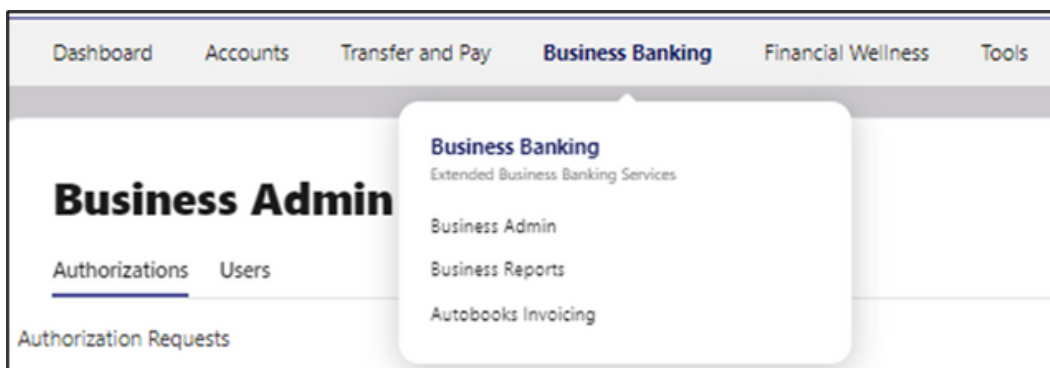 Dashboard Accounts Transfer and Pay Business Banking Financial Wellness Tools
Business Banking
Extended Business Banking Services
Business Admin
Business Reports
Autobooks Invoicing
Business Admin
Authorizations Users
Authorization Requests